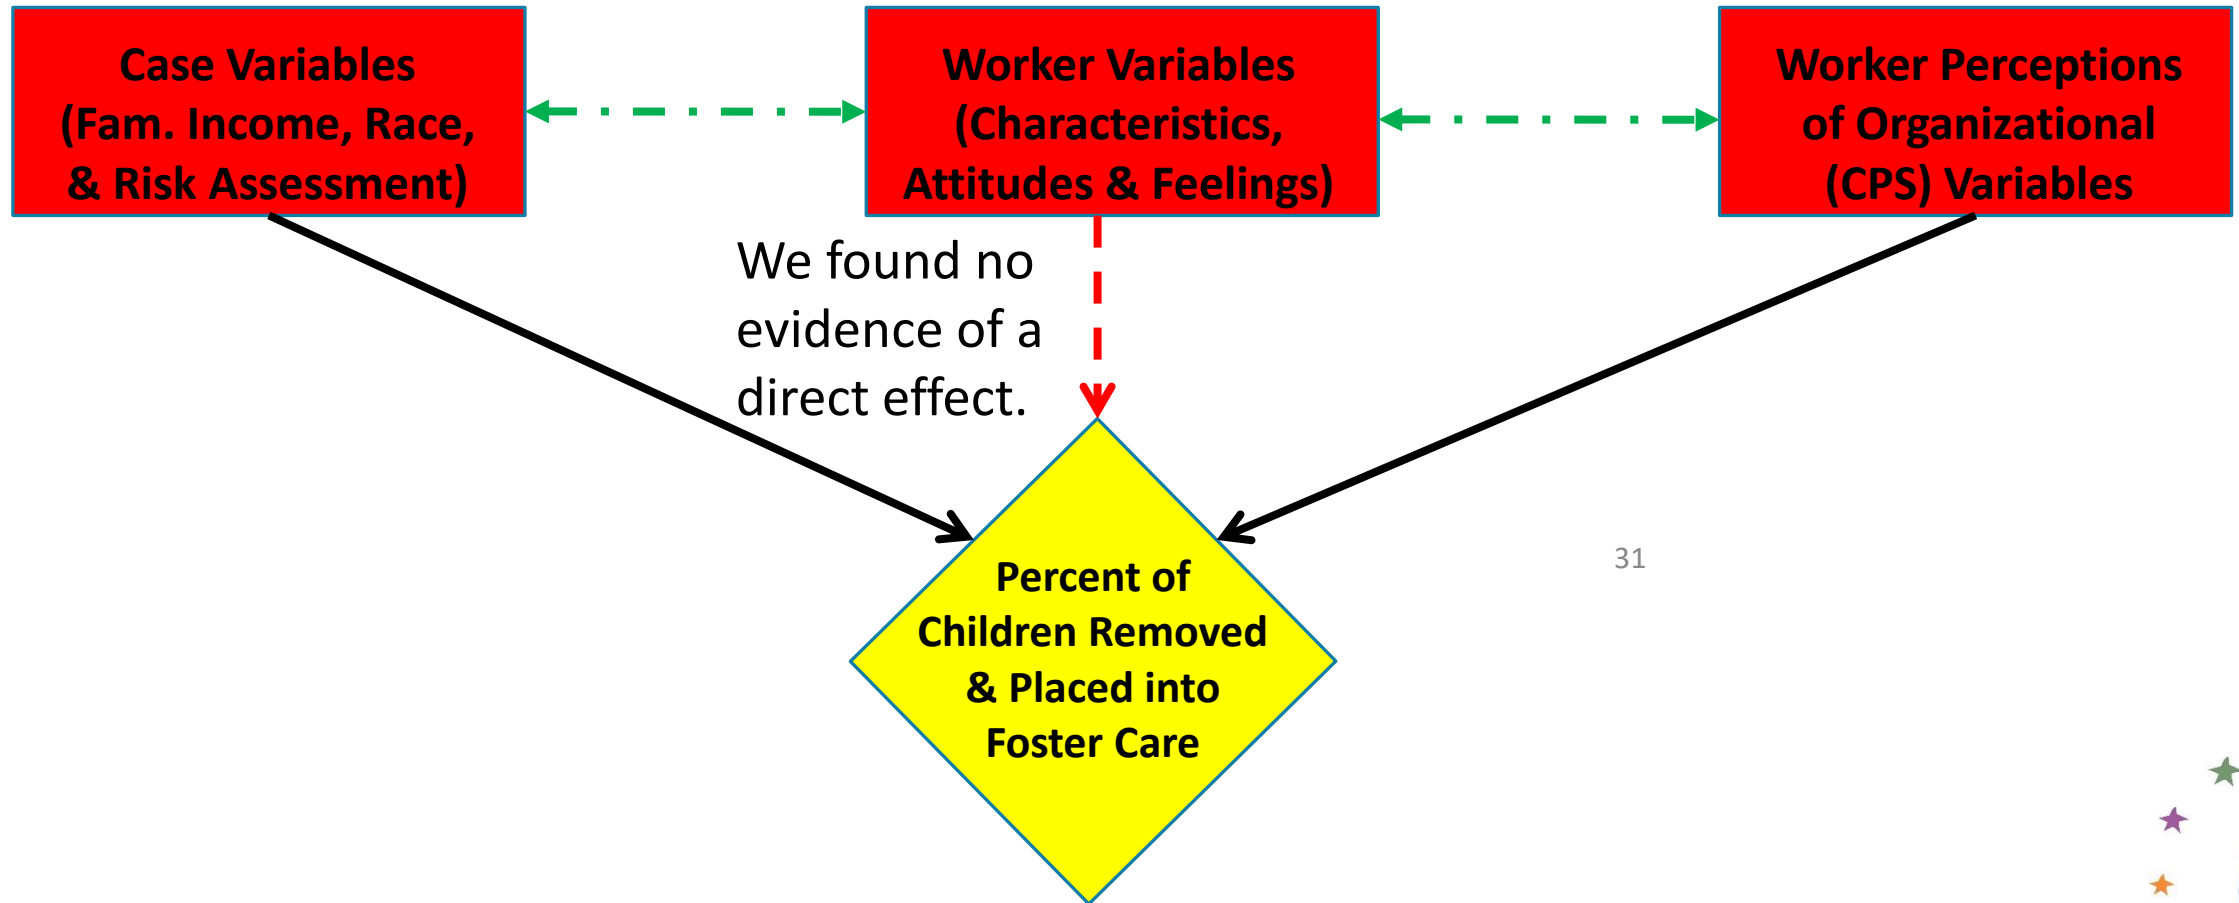 Case Variables
(Fam. Income, Race,
& Risk Assessment)
Worker Variables
(Characteristics,
Attitudes & Feelings)
Worker Perceptions
of Organizational
(CPS) Variables
We found no
evidence of a
direct effect.
Percent of
Children Removed
& Placed into
Foster Care
31